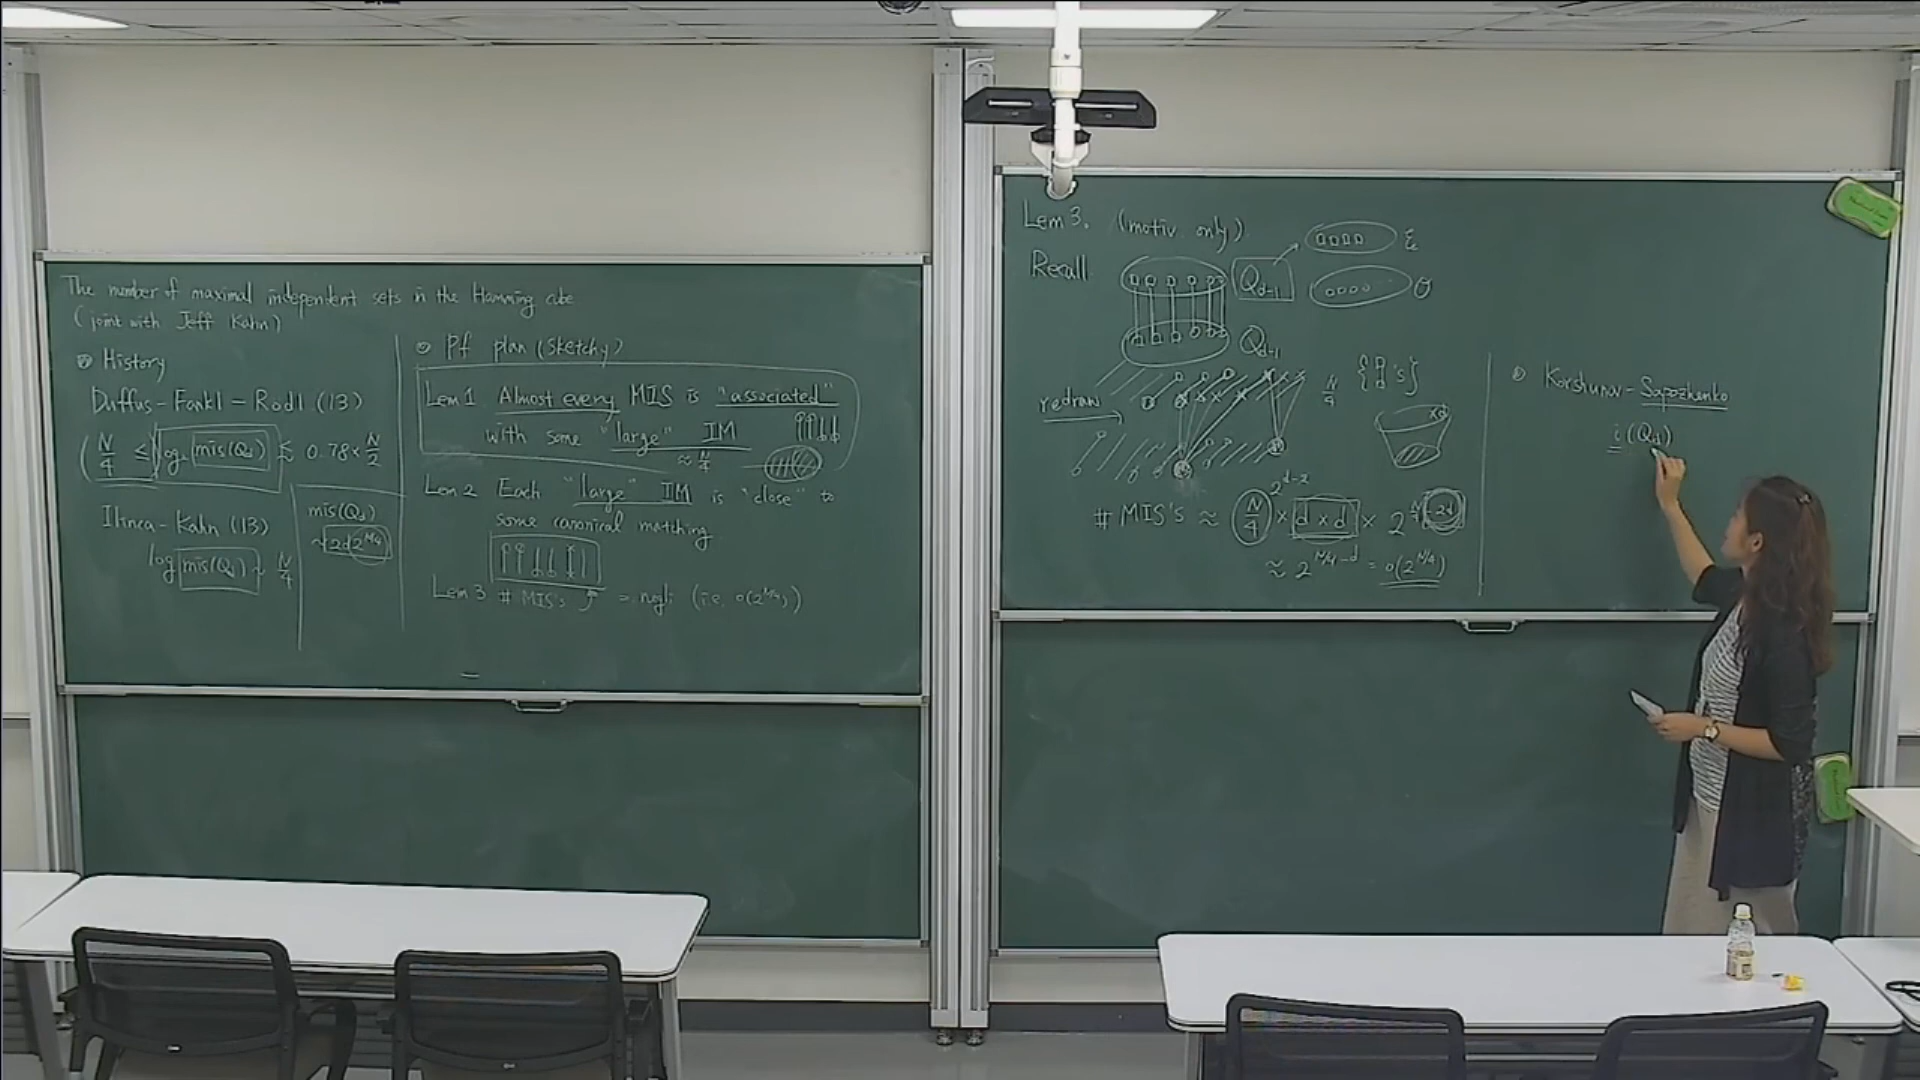 The number of maximal independent sets in the Hamming cube
(joint with Jeff Kahn)
History
Duffus - Frankl - Rodl (13)
(N/4 ≤) log₂ mis(Q_d) ≲ 0.78 × N/2
Ilinca - Kahn (13)
log mis(Q_d) ~ N/4
mis(Q_d)
~ 2d2^{N/4}
Pf plan (sketchy)
Lem 1 Almost every MIS is "associated"
with some "large" IM
≈ N/4
Lem 2 Each "large" IM is "close" to
some canonical matching
Lem 3 # MIS's = negli (i.e. o(2^{N/4}))
Lem 3. (motiv only)
Recall
Q_{d-1} ℰ
𝒪
Q_{d-1}
redraw
N/4
2^{d-2}
# MIS's ≈ N/4 × d × d × 2^{N/4 - 2d}
≈ 2^{N/4 - d} = o(2^{N/4})
Korshunov - Sapozhenko
i(Q_d)